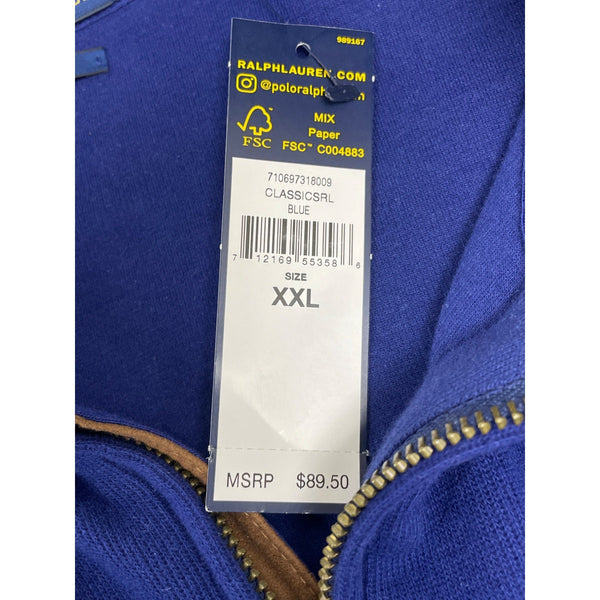 989167
RALPHLAUREN.COM
MIX
Paper
FSC
FSC™ C004883
710697318009
CLASSICSRL
BLUE
7 12169 55358 6
SIZE
XXL
MSRP $89.50